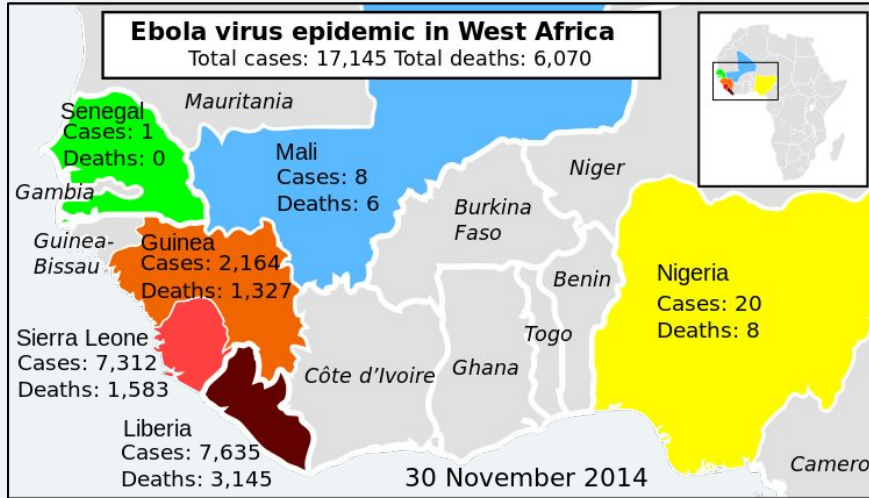 Ebola virus epidemic in West Africa
Total cases: 17,145 Total deaths: 6,070
Mauritania
Senegal
Cases: 1
Deaths: 0
Gambia
Guinea-
Bissau
Mali
Cases: 8
Deaths: 6
Niger
Burkina
Faso
Guinea
Cases: 2,164
Deaths: 1,327
Benin
Nigeria
Cases: 20
Deaths: 8
Sierra Leone
Cases: 7,312
Deaths: 1,583
Togo
Côte d’Ivoire
Ghana
Liberia
Cases: 7,635
Deaths: 3,145
30 November 2014
Camero